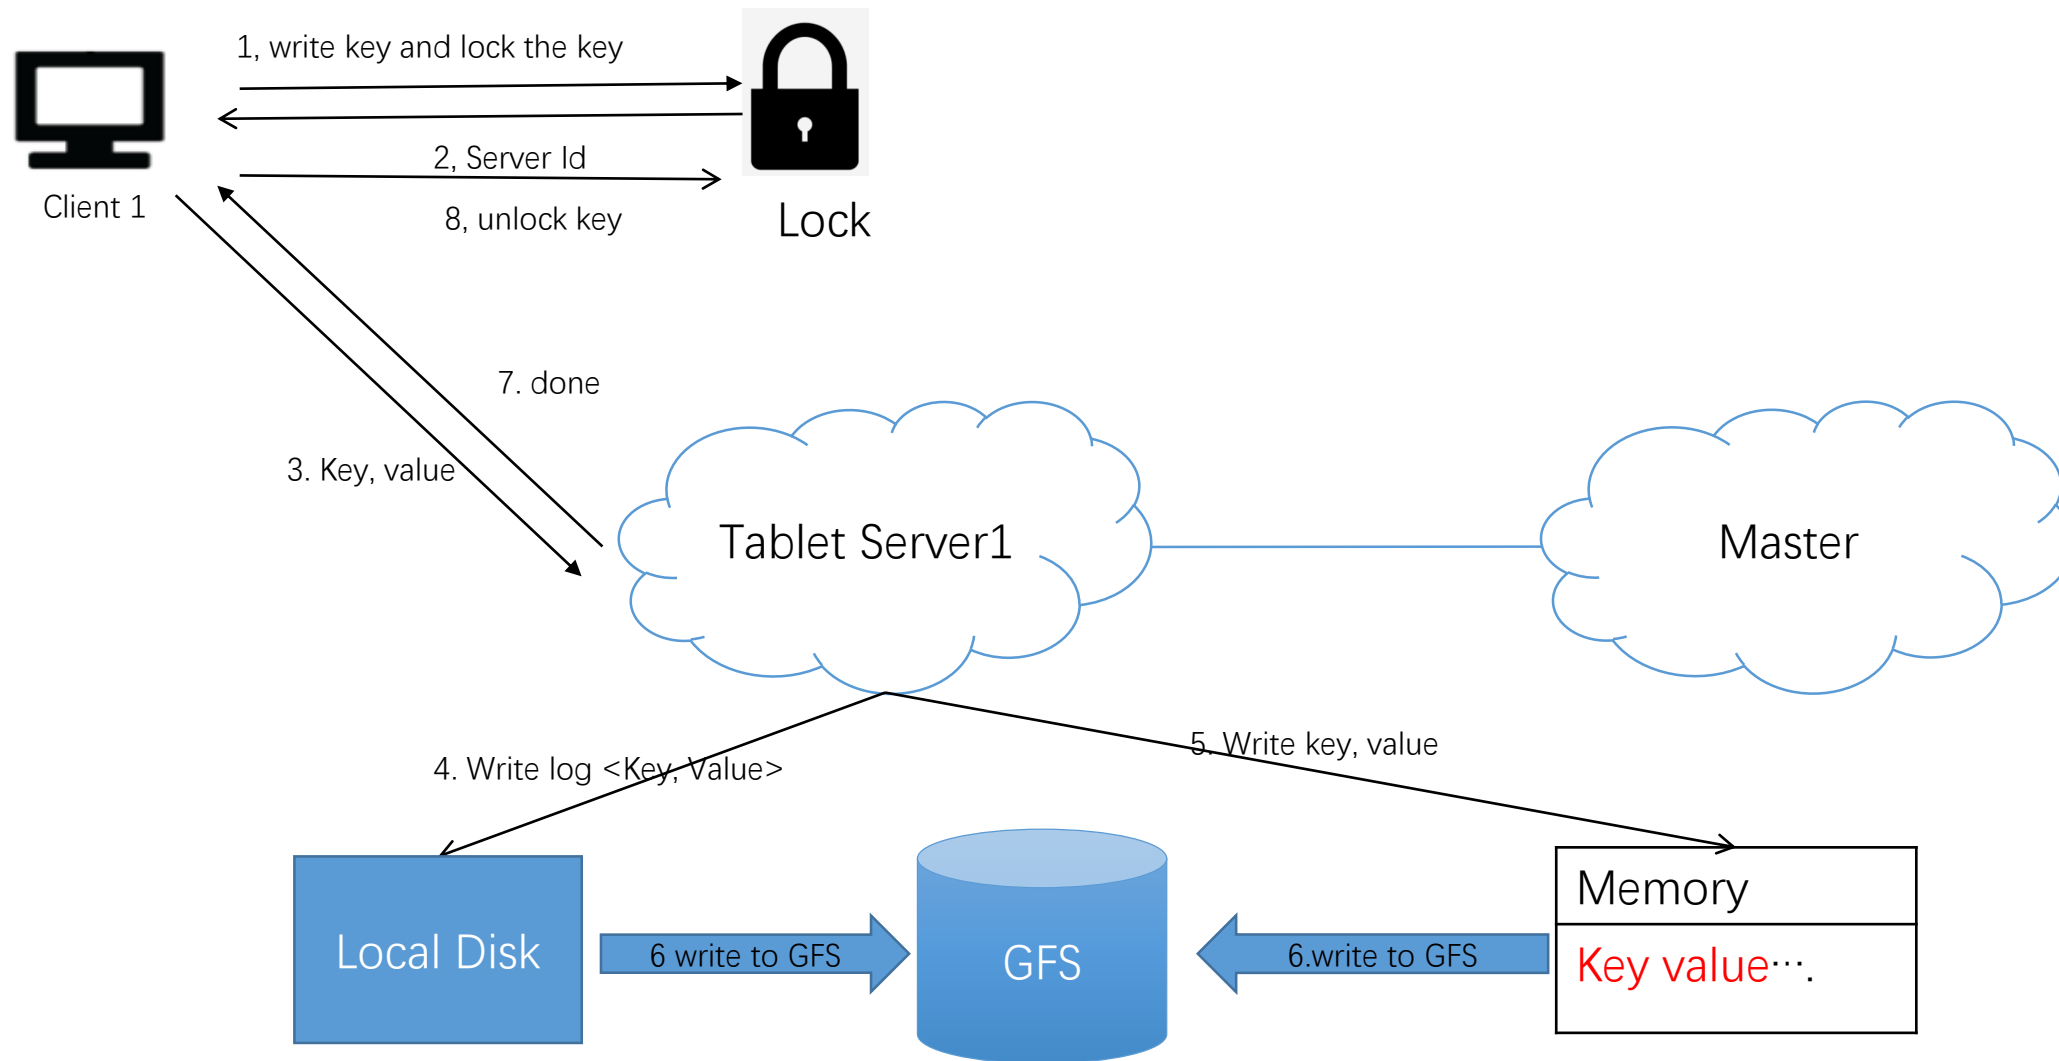 1, write key and lock the key
2, Server Id
Client 1
8, unlock key
Lock
7. done
3. Key, value
Tablet Server1
Master
5. Write key, value
4. Write log <Key, Value>
Memory
Local Disk
6 write to GFS
GFS
6.write to GFS
Key value….